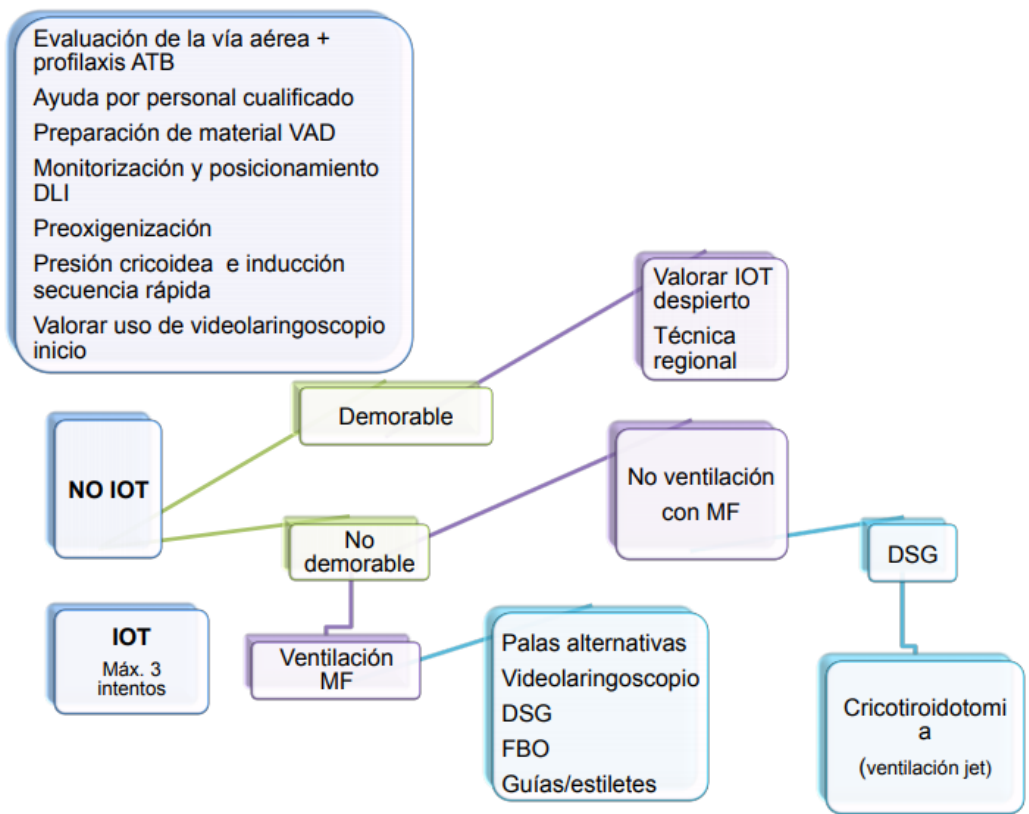 Evaluación de la vía aérea +
profilaxis ATB
Ayuda por personal cualificado
Preparación de material VAD
Monitorización y posicionamiento
DLI
Preoxigenización
Presión cricoidea e inducción
secuencia rápida
Valorar uso de videolaringoscopio
inicio
Valorar IOT
despierto
Técnica
regional
Demorable
NO IOT
No ventilación
con MF
No
demorable
DSG
IOT
Máx. 3
intentos
Ventilación
MF
Palas alternativas
Videolaringoscopio
DSG
FBO
Guías/estiletes
Cricotiroidotomi
a
(ventilación jet)